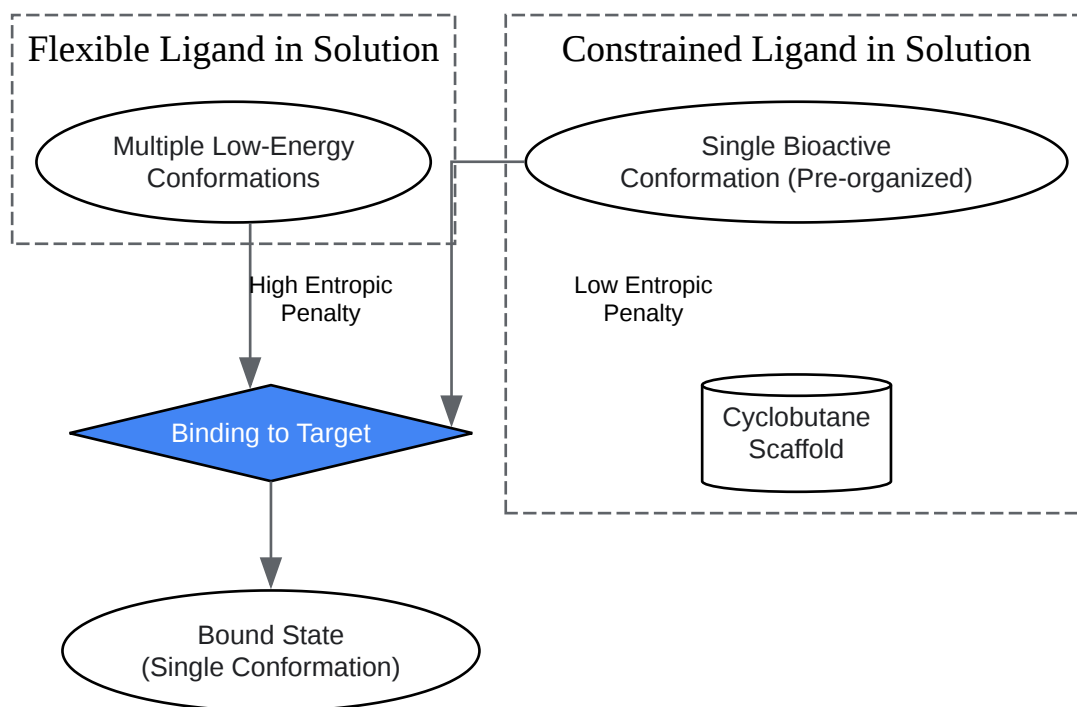 Flexible Ligand in Solution
Constrained Ligand in Solution
Multiple Low-Energy
Conformations
Single Bioactive
Conformation (Pre-organized)
High Entropic
Penalty
Low Entropic
Penalty
Binding to Target
Cyclobutane
Scaffold
Bound State
(Single Conformation)